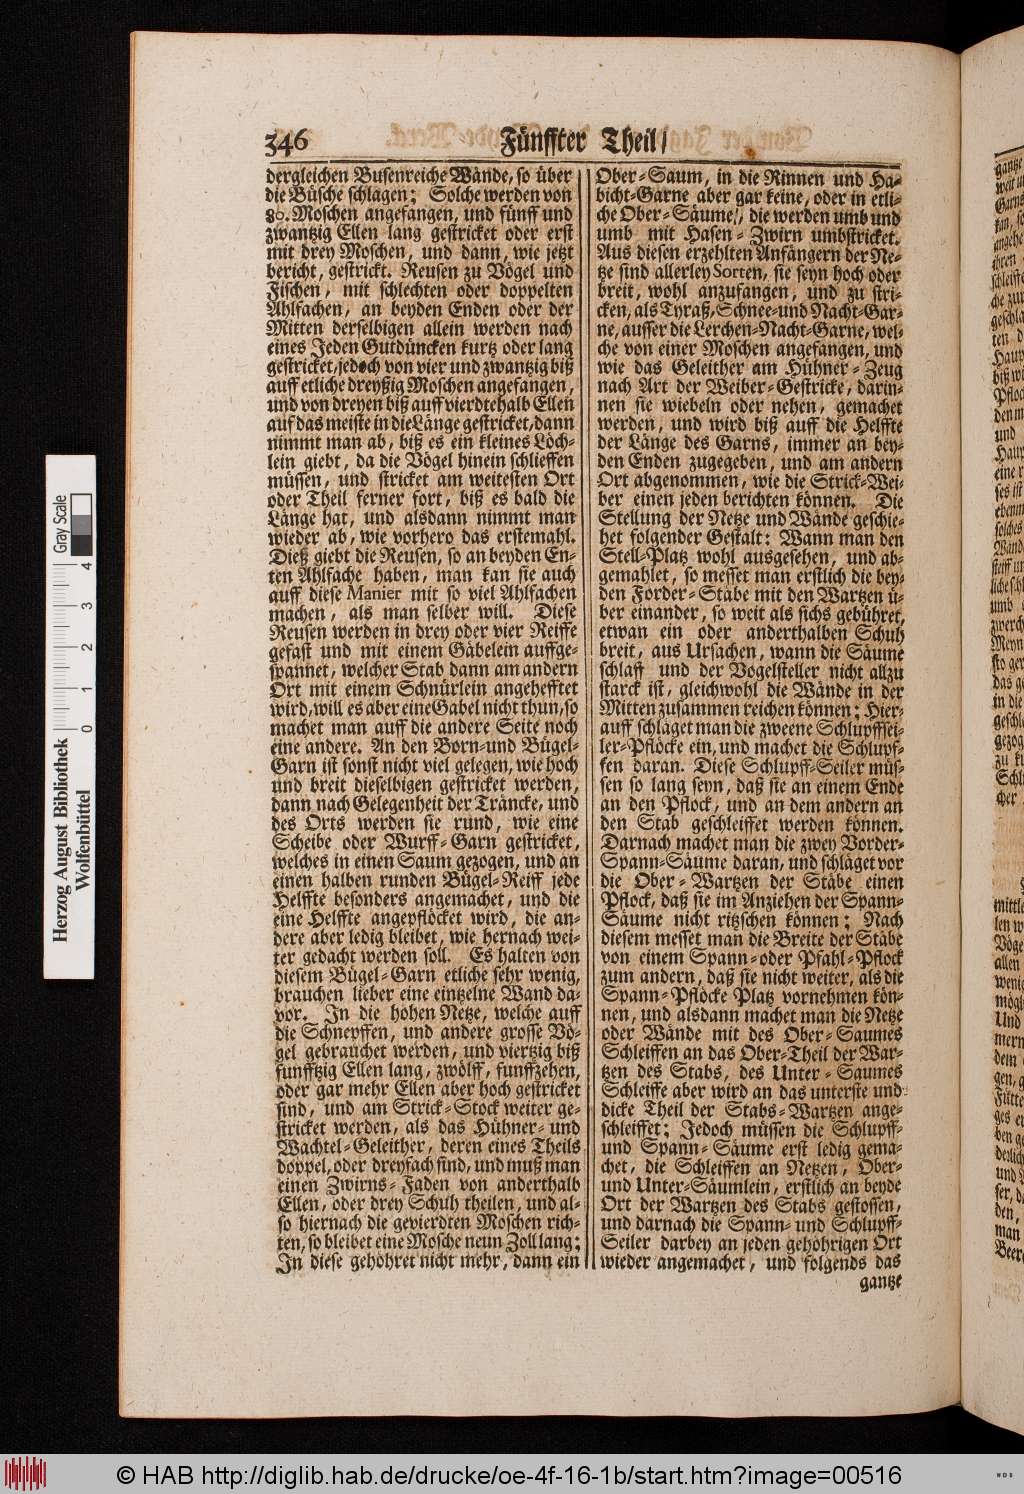 346 Fünffter Theil/
dergleichen Busenreiche Wände, so über
die Büsche schlagen; Solche werden von
80. Moschen angefangen, und fünff und
zwantzig Ellen lang gestricket oder erst
mit drey Moschen, und dann, wie jetzt
bericht, gestrickt. Reusen zu Vögel und
Fischen, mit schlechten oder doppelten
Ahlfachen, an beyden Enden oder der
Mitten derselbigen allein werden nach
eines Jeden Gutdüncken kurtz oder lang
gestricket, jedoch von vier und zwantzig biß
auff etliche dreyßig Moschen angefangen,
und von dreyen biß auff vierdtehalb Ellen
auf das meiste in die Länge gestricket, dann
nimmt man ab, biß es ein kleines Löch-
lein giebt, da die Vögel hinein schlieffen
müssen, und stricket am weitesten Ort
oder Theil ferner fort, biß es bald die
Länge hat, und alsdann nimmt man
wieder ab, wie vorhero das erstemahl.
Dieß giebt die Reusen, so an beyden En-
ten Ahlfache haben, man kan sie auch
auff diese Manier mit so viel Ahlfachen
machen, als man selber will. Diese
Reusen werden in drey oder vier Reiffe
gefast und mit einem Gäbelein auffge-
spannet, welcher Stab dann am andern
Ort mit einem Schnürlein angehefftet
wird, will es aber eine Gabel nicht thun, so
machet man auff die andere Seite noch
eine andere. An den Born-und Bügel-
Garn ist sonst nicht viel gelegen, wie hoch
und breit dieselbigen gestricket werden,
dann nach Gelegenheit der Träncke, und
des Orts werden sie rund, wie eine
Scheibe oder Wurff-Garn gestricket,
welches in einen Saum gezogen, und an
einen halben runden Bügel-Reiff jede
Helffte besonders angemachet, und die
eine Helffte angepflöcket wird, die an-
dere aber ledig bleibet, wie hernach wei-
ter gedacht werden soll. Es halten von
diesem Bügel-Garn etliche sehr wenig,
brauchen lieber eine eintzelne Wand da-
vor. In die hohen Netze, welche auff
die Schnepffen, und andere grosse Vö-
gel gebrauchet werden, und viertzig biß
funfftzig Ellen lang, zwölff, funffzehen,
oder gar mehr Ellen aber hoch gestricket
sind, und am Strick-Stock weiter ge-
stricket werden, als das Hühner- und
Wachtel-Geleither, deren eines Theils
doppel, oder dreyfach sind, und muß man
einen Zwirns-Faden von anderthalb
Ellen, oder drey Schuh theilen, und al-
so hiernach die gevierdten Moschen rich-
ten, so bleibet eine Mosche neun Zoll lang;
In diese gehöhret nicht mehr, dann ein
Ober-Saum, in die Rinnen und Ha-
bicht-Garne aber gar keine, oder in etli-
che Ober-Säume/, die werden umb und
umb mit Hasen-Zwirn umbstricket.
Aus diesen erzehlten Anfängern der Ne-
tze sind allerley Sorten, sie seyn hoch oder
breit, wohl anzufangen, und zu stri-
cken, als Tyraß, Schnee-und Nacht-Gar-
ne, ausser die Lerchen-Nacht-Garne, wel-
che von einer Moschen angefangen, und
wie das Geleither am Hühner-Zeug
nach Art der Weiber-Gestricke, darin-
nen sie wiebeln oder nehen, gemachet
werden, und wird biß auff die Helffte
der Länge des Garns, immer an bey-
den Enden zugegeben, und am andern
Ort abgenommen, wie die Strick-Wei-
ber einen jeden berichten können. Die
Stellung der Netze und Wände geschie-
het folgender Gestalt: Wann man den
Stell-Platz wohl ausgesehen, und ab-
gemahlet, so messet man erstlich die bey-
den Forder-Stäbe mit den Wartzen ü-
ber einander, so weit als sichs gebühret,
etwan ein oder anderthalben Schuh
breit, aus Ursachen, wann die Säume
schlaff und der Vogelsteller nicht allzu
starck ist, gleichwohl die Wände in der
Mitten zusammen reichen können; Hier-
auff schläget man die zweene Schlupffsei-
ler-Pflöcke ein, und machet die Schlupf-
fen daran. Diese Schlupff-Seiler müs-
sen so lang seyn, daß sie an einem Ende
an den Pflock, und an dem andern an
den Stab geschleiffet werden können.
Darnach machet man die zwey Vorder-
Spann-Säume daran, und schläget vor
die Ober-Wartzen der Stäbe einen
Pflock, daß sie im Anziehen der Spann-
Säume nicht ritzschen können; Nach
diesem messet man die Breite der Stäbe
von einem Spann-oder Pfahl-Pflock
zum andern, daß sie nicht weiter, als die
Spann-Pflöcke Platz vornehmen kön-
nen, und alsdann machet man die Netze
oder Wände mit des Ober-Saumes
Schleiffen an das Ober-Theil der War-
tzen des Stabs, des Unter-Saumes
Schleiffe aber wird an das unterste und
dicke Theil der Stabs-Wartzen ange-
schleiffet; Jedoch müssen die Schlupff-
und Spann-Säume erst ledig gema-
chet, die Schleiffen an Netzen, Ober-
und Unter-Säumlein, erstlich an beyde
Ort der Wartzen des Stabs gestossen,
und darnach die Spann- und Schlupff-
Seiler darbey an jeden gehöhrigen Ort
wieder angemachet, und folgends das
gantze
Herzog August Bibliothek
Wolfenbüttel
0 1 2 3 4
Gray Scale
© HAB http://diglib.hab.de/drucke/oe-4f-16-1b/start.htm?image=00516